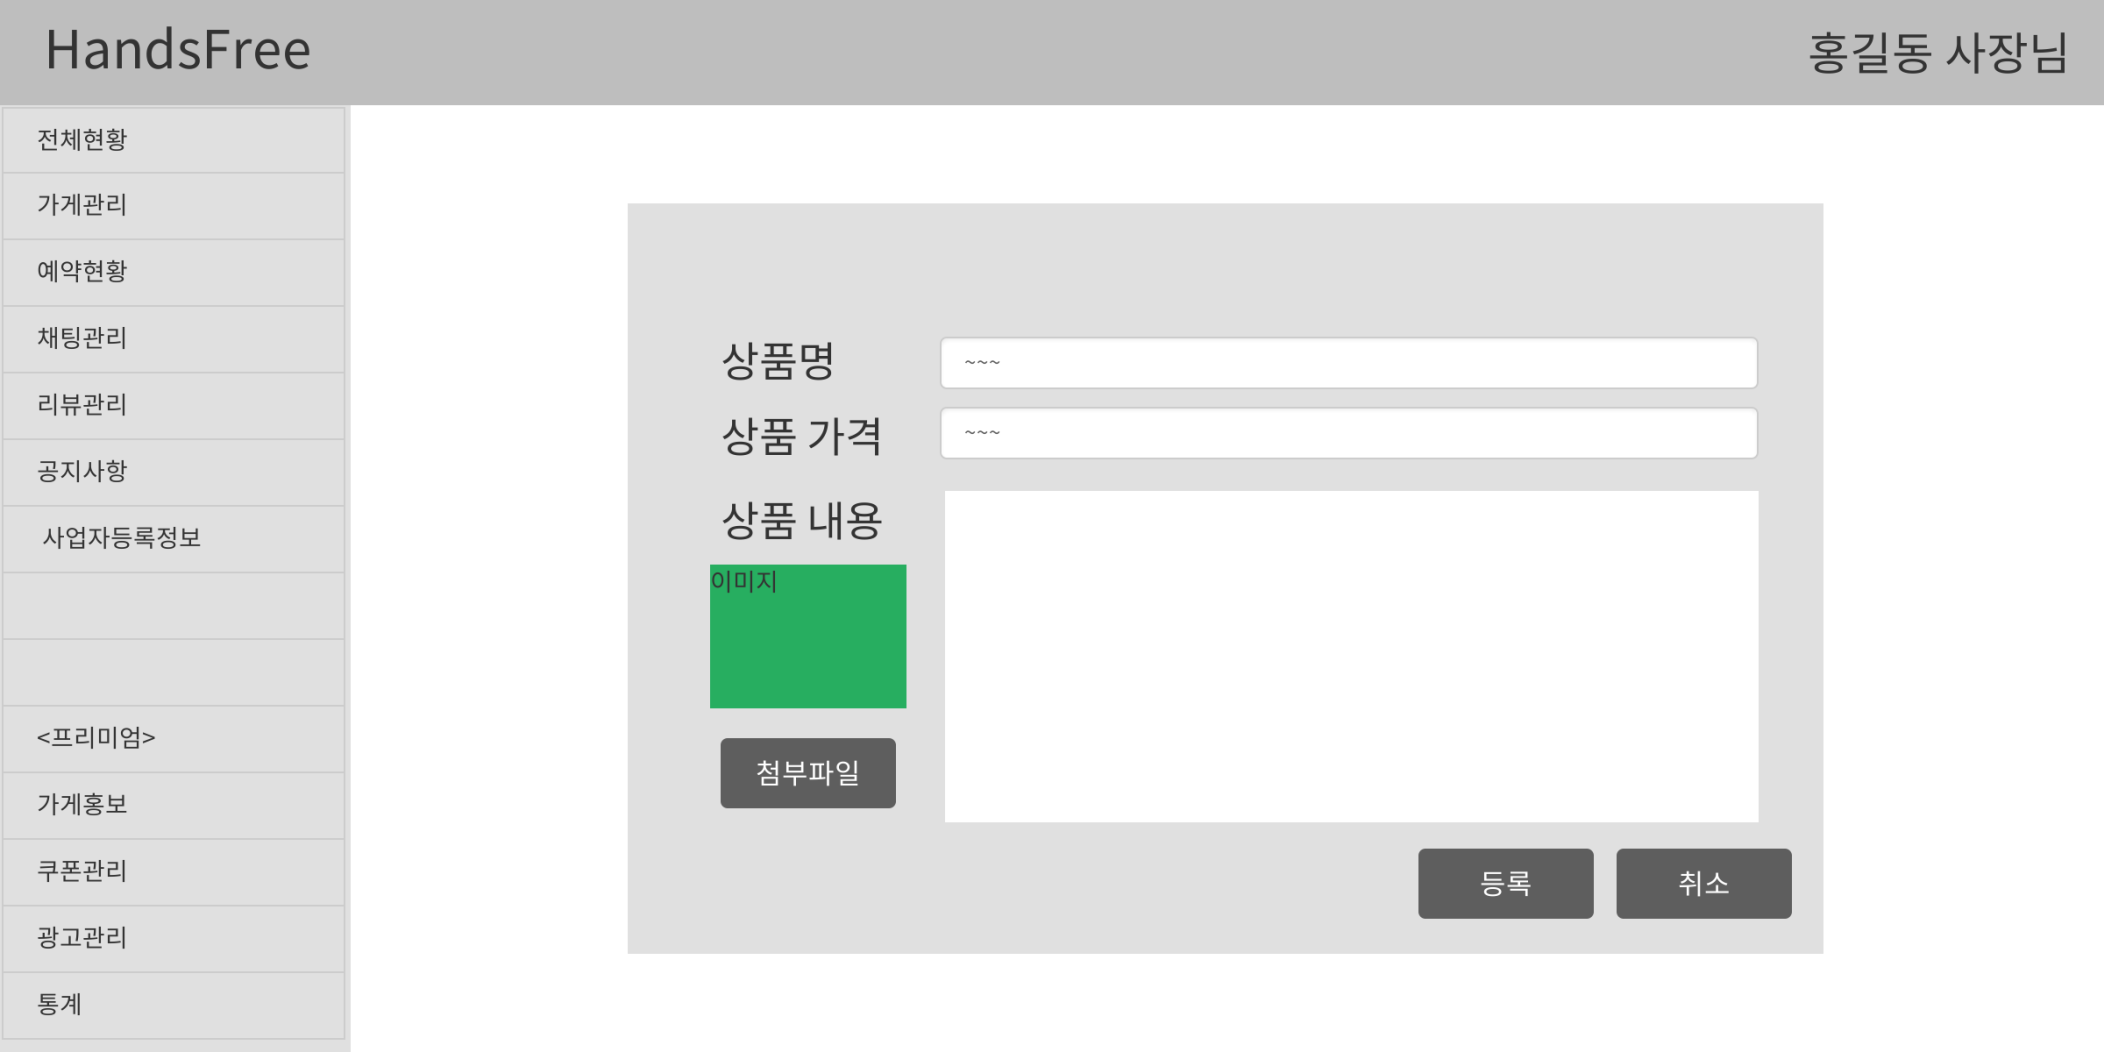 HandsFree
홍길동 사장님
전체현황
가게관리
예약현황
채팅관리
리뷰관리
공지사항
사업자등록정보
<프리미엄>
가게홍보
쿠폰관리
광고관리
통계
상품명
~~~
상품 가격
~~~
상품 내용
이미지
첨부파일
등록
취소